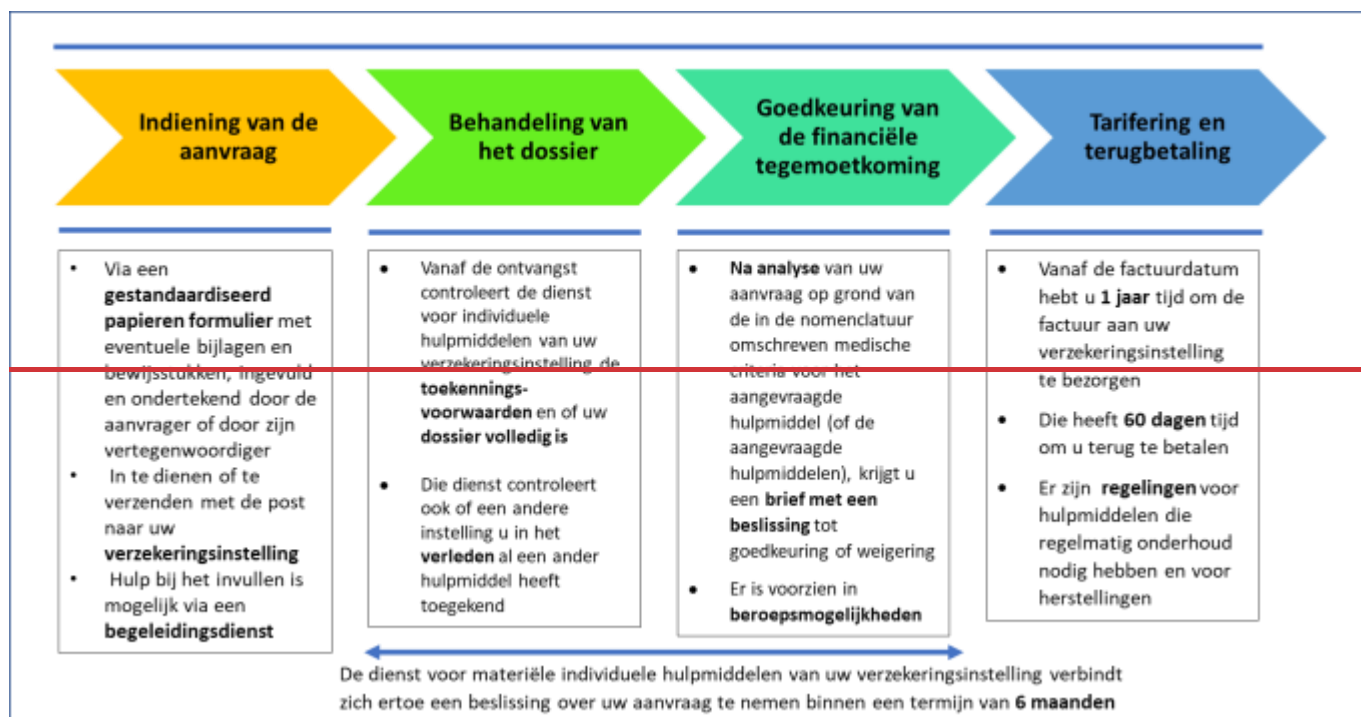 Indiening van de
aanvraag
Behandeling van
het dossier
Goedkeuring van
de financiële
tegemoetkoming
Tarifering en
terugbetaling
• Via een
gestandaardiseerd
papieren formulier met
eventuele bijlagen en
bewijsstukken, ingevuld
en ondertekend door de
aanvrager of door zijn
vertegenwoordiger
• In te dienen of te
verzenden met de post
naar uw
verzekeringsinstelling
• Hulp bij het invullen is
mogelijk via een
begeleidingsdienst
• Vanaf de ontvangst
controleert de dienst
voor individuele
hulpmiddelen van uw
verzekeringsinstelling de
toekennings-
voorwaarden en of uw
dossier volledig is
• Die dienst controleert
ook of een andere
instelling u in het
verleden al een ander
hulpmiddel heeft
toegekend
• Na analyse van uw
aanvraag op grond van
de in de nomenclatuur
omschreven medische
criteria voor het
aangevraagde
hulpmiddel (of de
aangevraagde
hulpmiddelen), krijgt u
een brief met een
beslissing tot
goedkeuring of weigering
• Er is voorzien in
beroepsmogelijkheden
• Vanaf de factuurdatum
hebt u 1 jaar tijd om de
factuur aan uw
verzekeringsinstelling
te bezorgen
• Die heeft 60 dagen tijd
om u terug te betalen
• Er zijn regelingen voor
hulpmiddelen die
regelmatig onderhoud
nodig hebben en voor
herstellingen
De dienst voor materiële individuele hulpmiddelen van uw verzekeringsinstelling verbindt
zich ertoe een beslissing over uw aanvraag te nemen binnen een termijn van 6 maanden